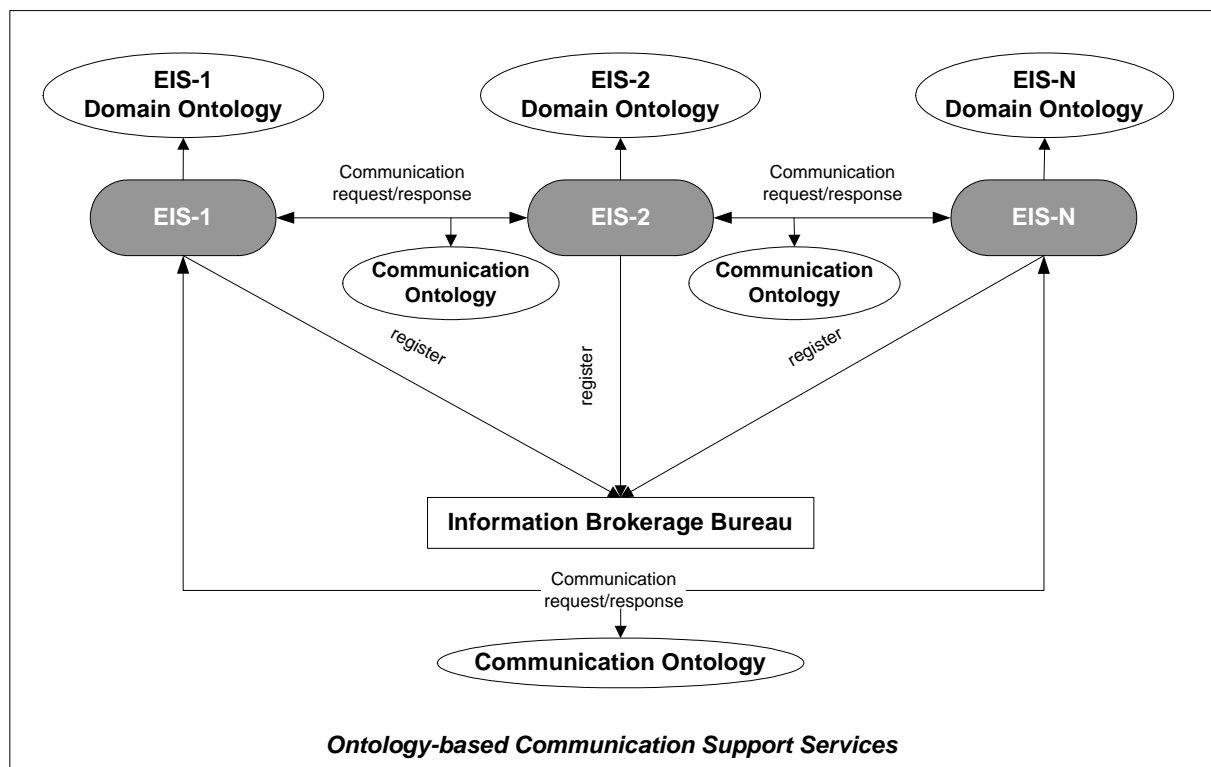 EIS-1
Domain Ontology
EIS-2
Domain Ontology
EIS-N
Domain Ontology
Communication
request/response
Communication
request/response
EIS-1
EIS-2
EIS-N
Communication
Ontology
Communication
Ontology
register
register
register
Information Brokerage Bureau
Communication
request/response
Communication Ontology
Ontology-based Communication Support Services